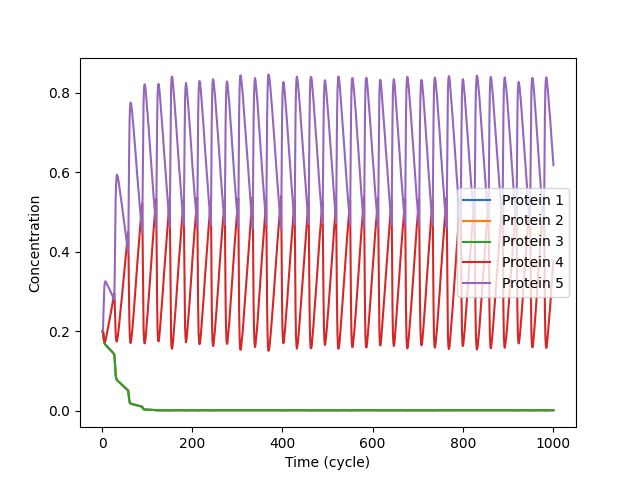 0.8
0.6
0.4
0.2
0.0
Concentration
0 200 400 600 800 1000
Time (cycle)
Protein 1
Protein 2
Protein 3
Protein 4
Protein 5